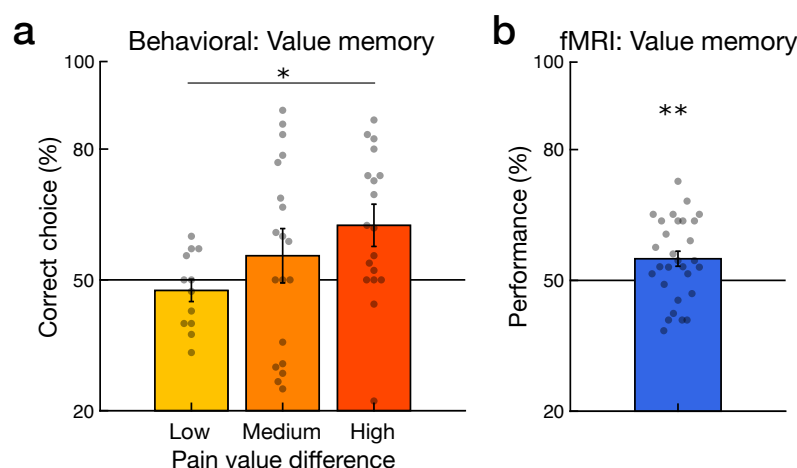 a
Behavioral: Value memory
100
80
50
20
Correct choice (%)
*
Low Medium High
Pain value difference
b
fMRI: Value memory
100
80
50
20
Performance (%)
**